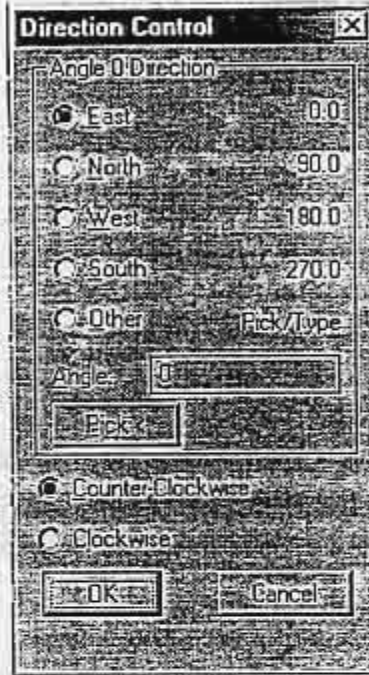 Direction Control
Angle 0 Direction
East 0.0
North 90.0
West 180.0
South 270.0
Other Pick/Type
Angle: 0
Pick <
Counter-Clockwise
Clockwise
OK Cancel